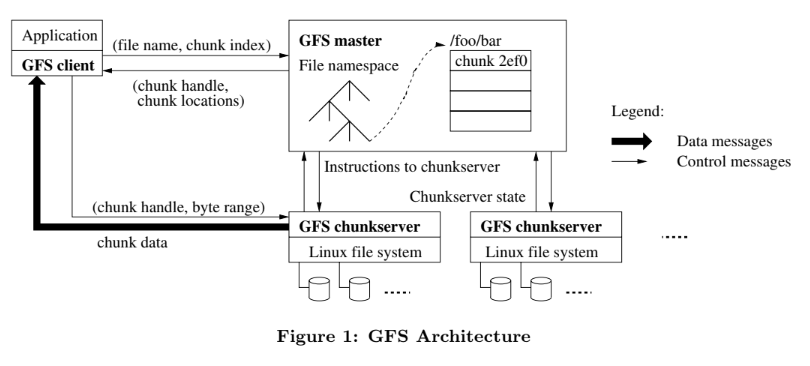 Application
GFS client
(file name, chunk index)
(chunk handle,
chunk locations)
GFS master
File namespace
/foo/bar
chunk 2ef0
Legend:
Data messages
Control messages
Instructions to chunkserver
Chunkserver state
(chunk handle, byte range)
chunk data
GFS chunkserver
Linux file system
GFS chunkserver
Linux file system
Figure 1: GFS Architecture